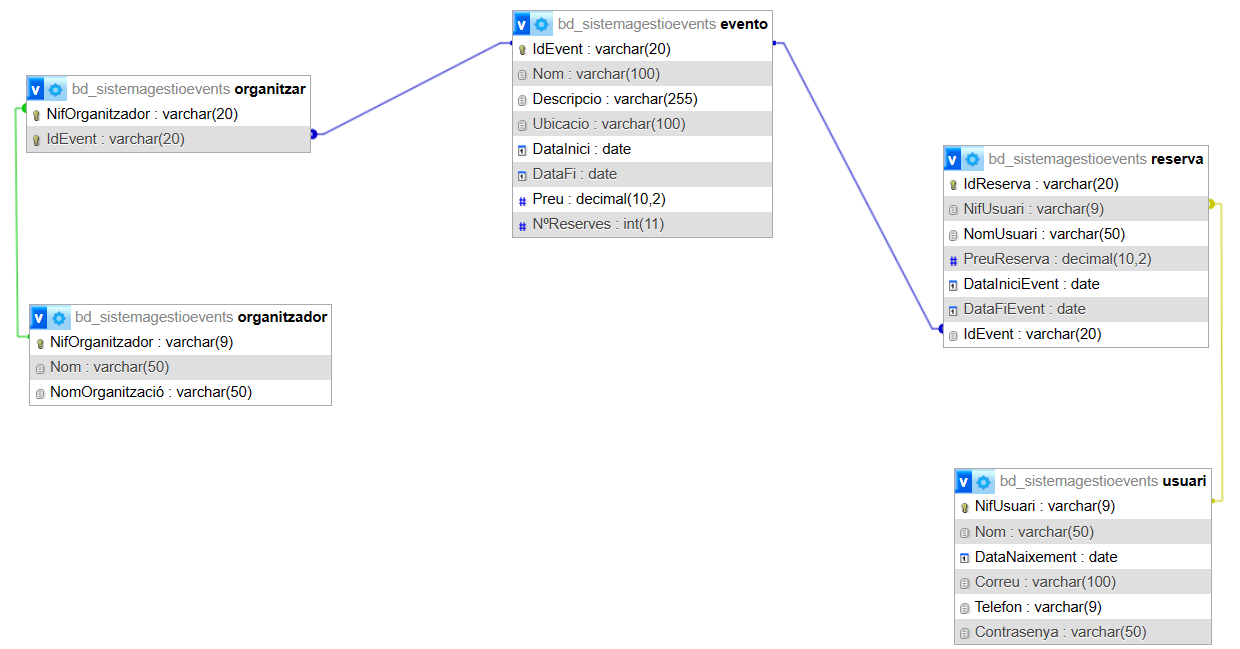 v bd_sistemagestioevents evento
IdEvent : varchar(20)
Nom : varchar(100)
Descripcio : varchar(255)
Ubicacio : varchar(100)
DataInici : date
DataFi : date
# Preu : decimal(10,2)
# NºReserves : int(11)
v bd_sistemagestioevents organitzar
NifOrganitzador : varchar(20)
IdEvent : varchar(20)
v bd_sistemagestioevents reserva
IdReserva : varchar(20)
NifUsuari : varchar(9)
NomUsuari : varchar(50)
# PreuReserva : decimal(10,2)
DataIniciEvent : date
DataFiEvent : date
IdEvent : varchar(20)
v bd_sistemagestioevents organitzador
NifOrganitzador : varchar(9)
Nom : varchar(50)
NomOrganització : varchar(50)
v bd_sistemagestioevents usuari
NifUsuari : varchar(9)
Nom : varchar(50)
DataNaixement : date
Correu : varchar(100)
Telefon : varchar(9)
Contrasenya : varchar(50)